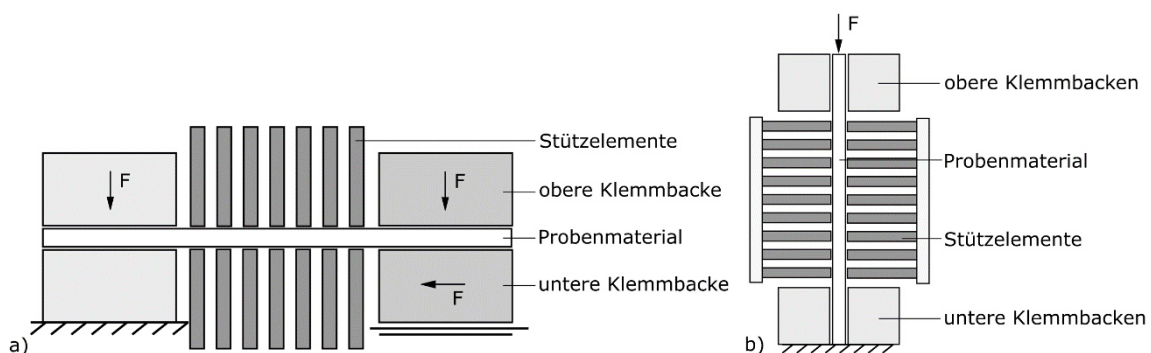 F
F
Stützelemente
obere Klemmbacke
Probenmaterial
untere Klemmbacke
F
a)
F
obere Klemmbacken
Probenmaterial
Stützelemente
untere Klemmbacken
b)